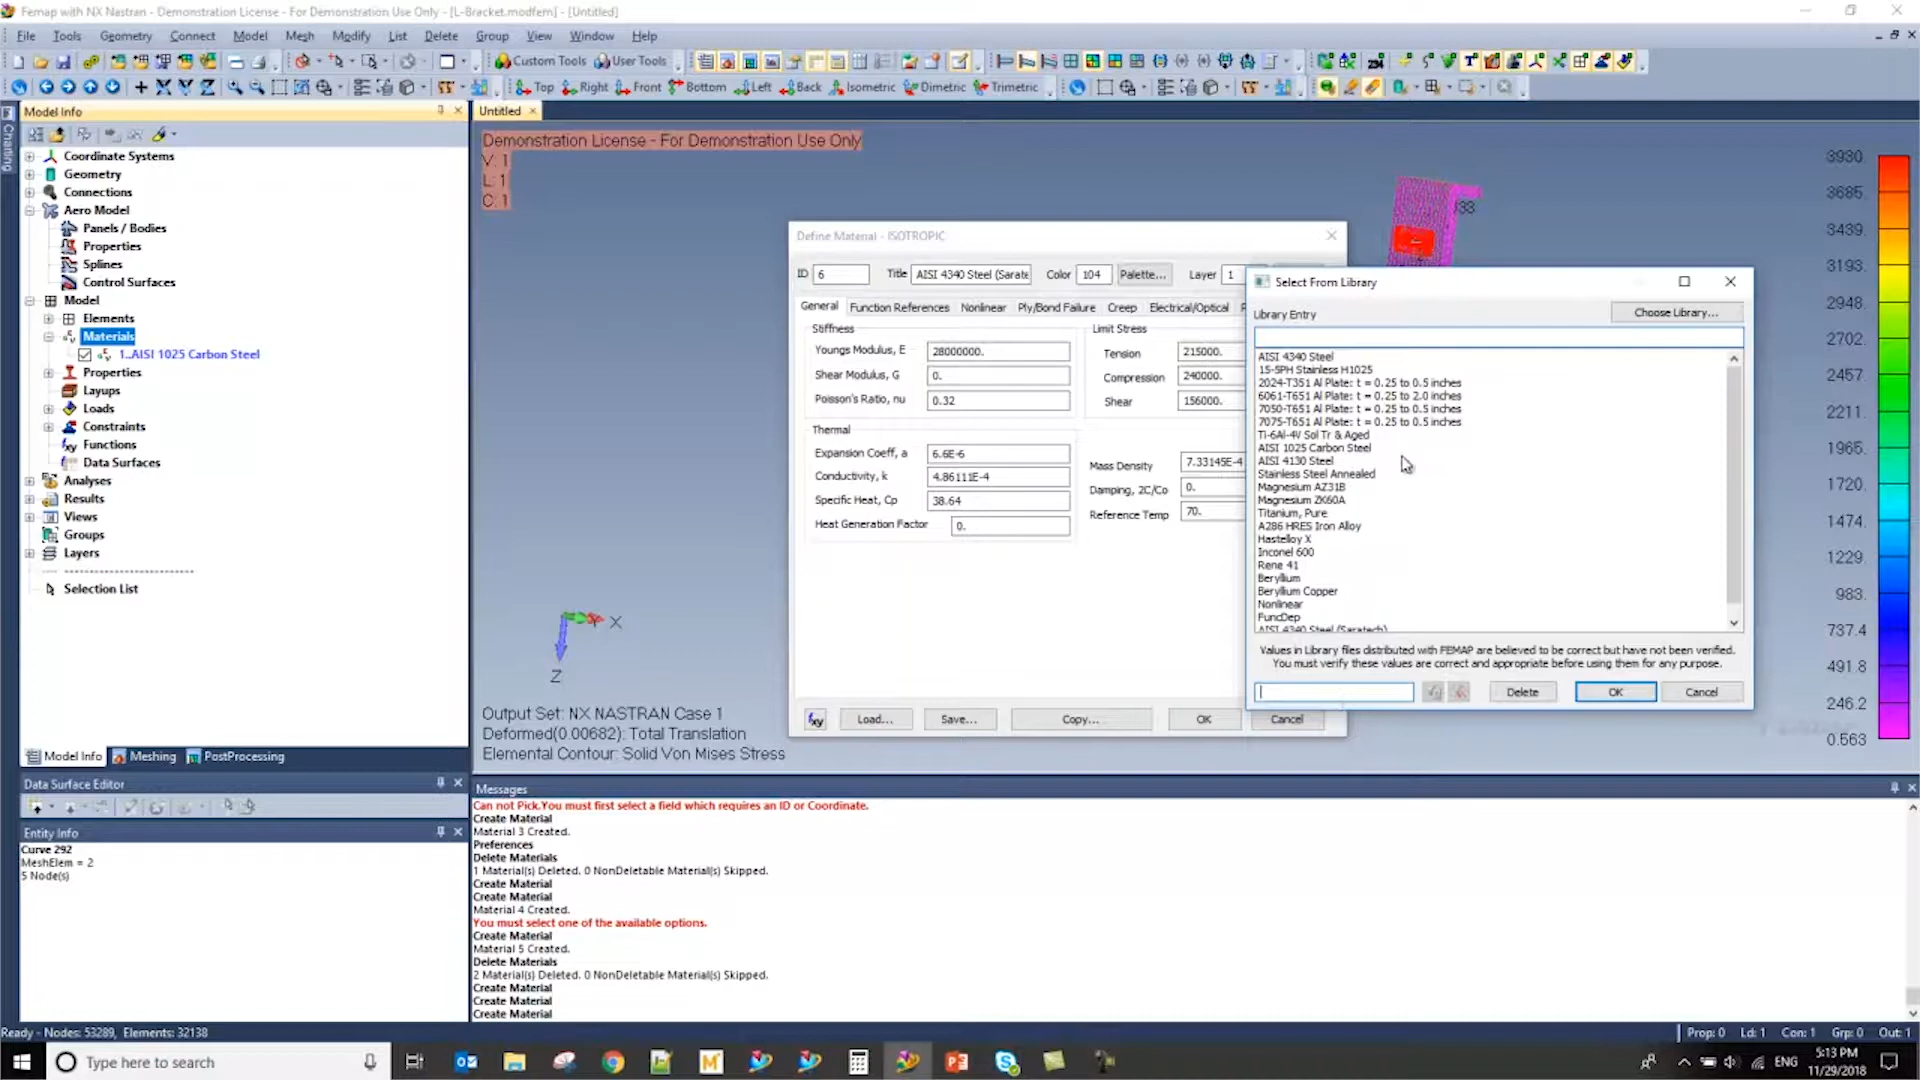 Femap with NX Nastran - Demonstration License - For Demonstration Use Only - [L-Bracket.modfem] - [Untitled]
File Tools Geometry Connect Model Mesh Modify List Delete Group View Window Help
Custom Tools User Tools
Top Right Front Bottom Left Back Isometric Dimetric Trimetric
Model Info
Charting
Coordinate Systems
Geometry
Connections
Aero Model
Panels / Bodies
Properties
Splines
Control Surfaces
Model
Elements
Materials
1..AISI 1025 Carbon Steel
Properties
Layups
Loads
Constraints
Functions
Data Surfaces
Analyses
Results
Views
Groups
Layers
Selection List
Model Info Meshing PostProcessing
Data Surface Editor
Entity Info
Curve 292
MeshElem = 2
5 Node(s)
Untitled
Demonstration License - For Demonstration Use Only
V: 1
L: 1
C: 1
X
Z
Output Set: NX NASTRAN Case 1
Deformed(0.00682): Total Translation
Elemental Contour: Solid Von Mises Stress
Define Material - ISOTROPIC
ID 6 Title AISI 4340 Steel (Sarate Color 104 Palette... Layer 1
General Function References Nonlinear Ply/Bond Failure Creep Electrical/Optical
Stiffness
Youngs Modulus, E 28000000.
Shear Modulus, G 0.
Poisson's Ratio, nu 0.32
Limit Stress
Tension 215000.
Compression 240000.
Shear 156000.
Thermal
Expansion Coeff, a 6.6E-6
Conductivity, k 4.86111E-4
Specific Heat, Cp 38.64
Heat Generation Factor 0.
Mass Density 7.33145E-4
Damping, 2C/Co 0.
Reference Temp 70.
Load... Save... Copy... OK Cancel
Select From Library
Library Entry Choose Library...
AISI 4340 Steel
15-5PH Stainless H1025
2024-T351 Al Plate: t = 0.25 to 0.5 inches
6061-T651 Al Plate: t = 0.25 to 2.0 inches
7050-T651 Al Plate: t = 0.25 to 0.5 inches
7075-T651 Al Plate: t = 0.25 to 0.5 inches
Ti-6Al-4V Sol Tr & Aged
AISI 1025 Carbon Steel
AISI 4130 Steel
Stainless Steel Annealed
Magnesium AZ31B
Magnesium ZK60A
Titanium, Pure
A286 HRES Iron Alloy
Hastelloy X
Inconel 600
Rene 41
Beryllium
Beryllium Copper
Nonlinear
FuncDep
AISI 4340 Steel (Saratech)
Values in Library files distributed with FEMAP are believed to be correct but have not been verified.
You must verify these values are correct and appropriate before using them for any purpose.
Delete OK Cancel
3930.
3685.
3439.
3193.
2948.
2702.
2457.
2211.
1965.
1720.
1474.
1229.
983.
737.4
491.8
246.2
0.563
Messages
Can not Pick.You must first select a field which requires an ID or Coordinate.
Create Material
Material 3 Created.
Preferences
Delete Materials
1 Material(s) Deleted. 0 NonDeletable Material(s) Skipped.
Create Material
Create Material
Material 4 Created.
You must select one of the available options.
Create Material
Material 5 Created.
Delete Materials
2 Material(s) Deleted. 0 NonDeletable Material(s) Skipped.
Create Material
Create Material
Create Material
Ready - Nodes: 53289, Elements: 32138
Prop: 0 Ld: 1 Con: 1 Grp: 0 Out: 1
Type here to search
ENG
5:13 PM
11/29/2018